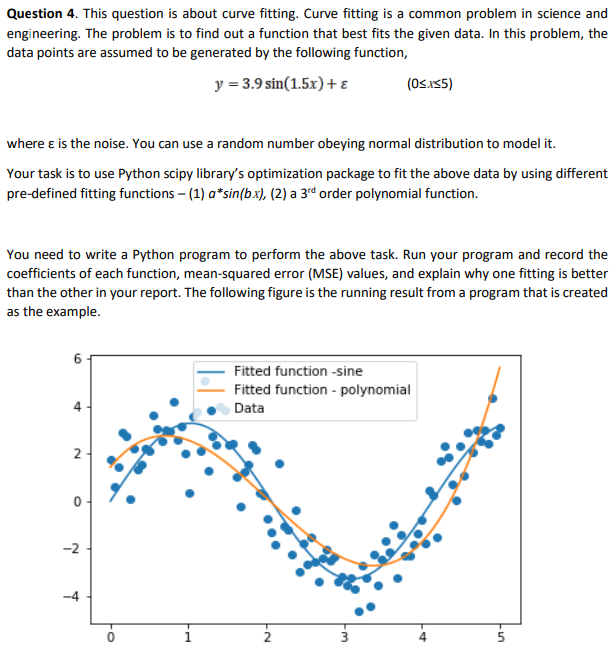 Question 4. This question is about curve fitting. Curve fitting is a common problem in science and
engineering. The problem is to find out a function that best fits the given data. In this problem, the
data points are assumed to be generated by the following function,
y = 3.9 sin(1.5x) + ε (0≤x≤5)
where ε is the noise. You can use a random number obeying normal distribution to model it.
Your task is to use Python scipy library's optimization package to fit the above data by using different
pre-defined fitting functions – (1) a*sin(bx), (2) a 3rd order polynomial function.
You need to write a Python program to perform the above task. Run your program and record the
coefficients of each function, mean-squared error (MSE) values, and explain why one fitting is better
than the other in your report. The following figure is the running result from a program that is created
as the example.
6
Fitted function -sine
Fitted function - polynomial
4
Data
2
0
−2
−4
0 1 2 3 4 5